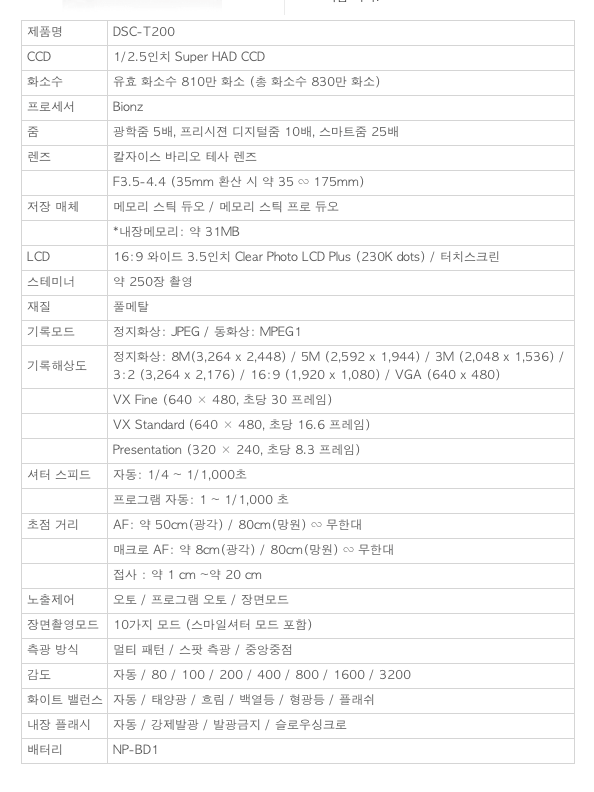 제품명 DSC-T200
CCD 1/2.5인치 Super HAD CCD
화소수 유효 화소수 810만 화소 (총 화소수 830만 화소)
프로세서 Bionz
줌 광학줌 5배, 프리시젼 디지털줌 10배, 스마트줌 25배
렌즈 칼자이스 바리오 테사 렌즈
F3.5-4.4 (35mm 환산 시 약 35 ∽ 175mm)
저장 매체 메모리 스틱 듀오 / 메모리 스틱 프로 듀오
*내장메모리: 약 31MB
LCD 16:9 와이드 3.5인치 Clear Photo LCD Plus (230K dots) / 터치스크린
스테미너 약 250장 촬영
재질 풀메탈
기록모드 정지화상: JPEG / 동화상: MPEG1
기록해상도 정지화상: 8M(3,264 x 2,448) / 5M (2,592 x 1,944) / 3M (2,048 x 1,536) /
3:2 (3,264 x 2,176) / 16:9 (1,920 x 1,080) / VGA (640 x 480)
VX Fine (640 × 480, 초당 30 프레임)
VX Standard (640 × 480, 초당 16.6 프레임)
Presentation (320 × 240, 초당 8.3 프레임)
셔터 스피드 자동: 1/4 ~ 1/1,000초
프로그램 자동: 1 ~ 1/1,000 초
초점 거리 AF: 약 50cm(광각) / 80cm(망원) ∽ 무한대
매크로 AF: 약 8cm(광각) / 80cm(망원) ∽ 무한대
접사 : 약 1 cm ~약 20 cm
노출제어 오토 / 프로그램 오토 / 장면모드
장면촬영모드 10가지 모드 (스마일셔터 모드 포함)
측광 방식 멀티 패턴 / 스팟 측광 / 중앙중점
감도 자동 / 80 / 100 / 200 / 400 / 800 / 1600 / 3200
화이트 밸런스 자동 / 태양광 / 흐림 / 백열등 / 형광등 / 플래쉬
내장 플래시 자동 / 강제발광 / 발광금지 / 슬로우싱크로
배터리 NP-BD1